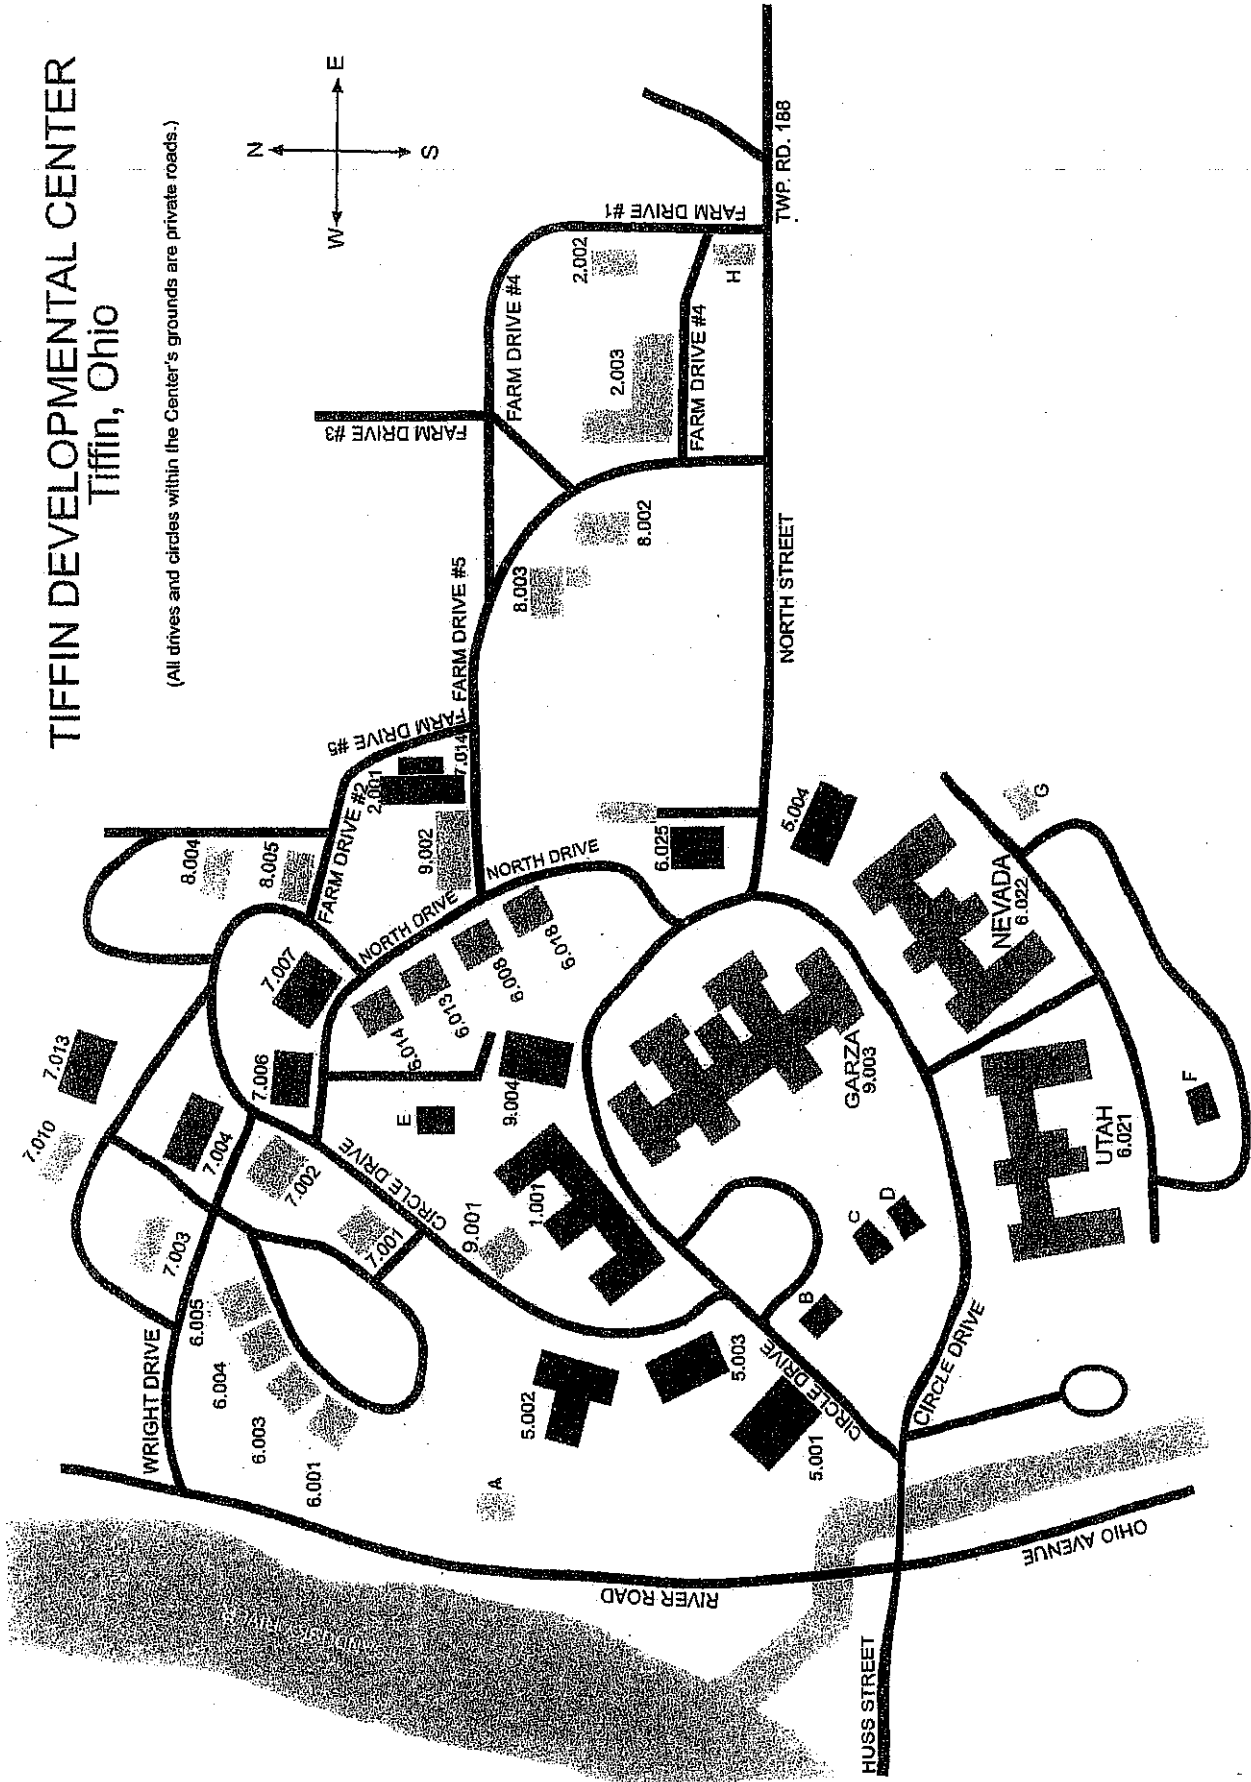 TIFFIN DEVELOPMENTAL CENTER
Tiffin, Ohio
(All drives and circles within the Center's grounds are private roads.)
N
E
S
W
WRIGHT DRIVE
RIVER ROAD
OHIO AVENUE
HUSS STREET
CIRCLE DRIVE
CIRCLE DRIVE
CIRCLE DRIVE
NORTH DRIVE
NORTH DRIVE
NORTH STREET
TWP. RD. 188
FARM DRIVE #1
FARM DRIVE #2
FARM DRIVE #3
FARM DRIVE #4
FARM DRIVE #4
FARM DRIVE #5
FARM DRIVE #5
7.010
7.013
7.003
7.004
7.006
7.007
7.002
7.001
6.005
6.004
6.003
6.001
8.004
8.005
2.001
7.014
9.002
6.014
6.013
6.008
6.018
6.025
9.004
9.001
1.001
5.002
5.003
5.001
5.004
8.003
8.002
2.003
2.002
GARZA
9.003
NEVADA
6.022
UTAH
6.021
A
B
C
D
E
F
G
H